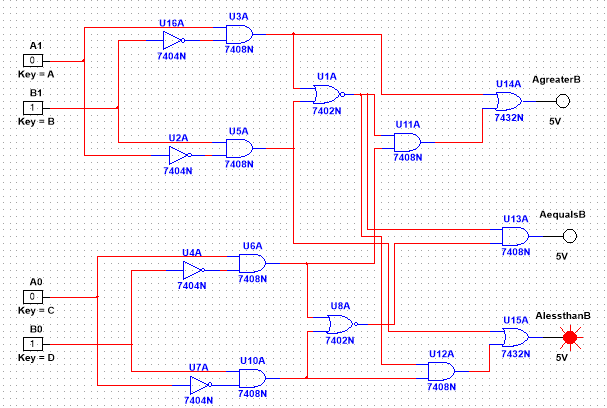 U16A
7404N
U3A
7408N
A1
0
Key = A
B1
1
Key = B
U2A
7404N
U5A
7408N
U1A
7402N
U11A
7408N
U14A
7432N
AgreaterB
5V
U13A
7408N
AequalsB
5V
U4A
7404N
U6A
7408N
A0
0
Key = C
B0
1
Key = D
U7A
7404N
U10A
7408N
U8A
7402N
U12A
7408N
U15A
7432N
AlessthanB
5V